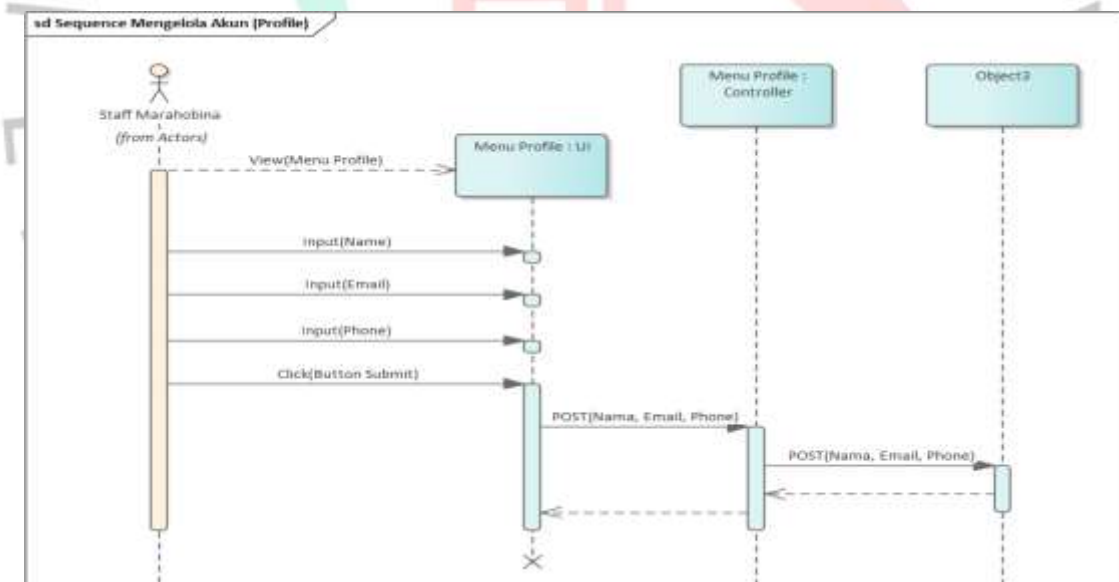 sd Sequence Mengelola Akun (Profile)
Staff Marahobina
(from Actors)
Menu Profile : UI
Menu Profile :
Controller
Object3
View(Menu Profile)
Input(Name)
Input(Email)
Input(Phone)
Click(Button Submit)
POST(Nama, Email, Phone)
POST(Nama, Email, Phone)